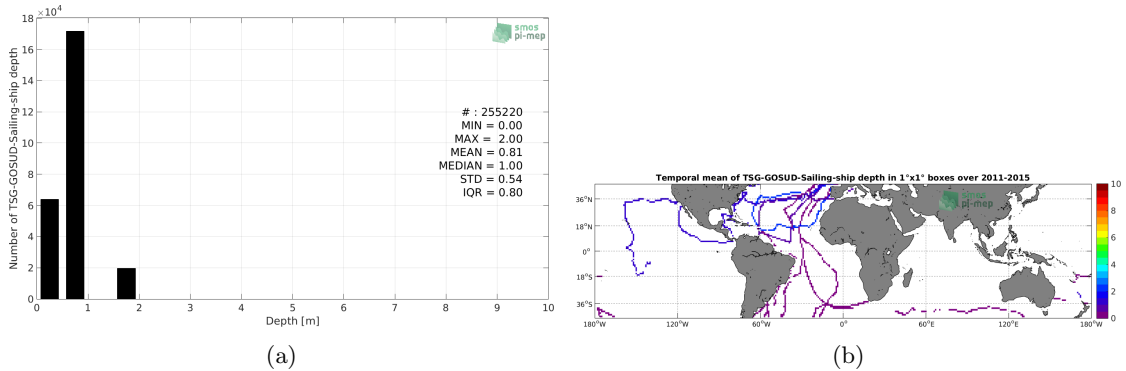 18 ×10⁴
16
14
12
10
8
6
4
2
0
Number of TSG-GOSUD-Sailing-ship depth
smos
pi-mep
# : 255220
MIN = 0.00
MAX = 2.00
MEAN = 0.81
MEDIAN = 1.00
STD = 0.54
IQR = 0.80
0 1 2 3 4 5 6 7 8 9 10
Depth [m]
(a)
Temporal mean of TSG-GOSUD-Sailing-ship depth in 1°x1° boxes over 2011-2015
smos
pi-mep
36°N
18°N
0°
18°S
36°S
180°W 120°W 60°W 0° 60°E 120°E 180°W
10
8
6
4
2
0
(b)